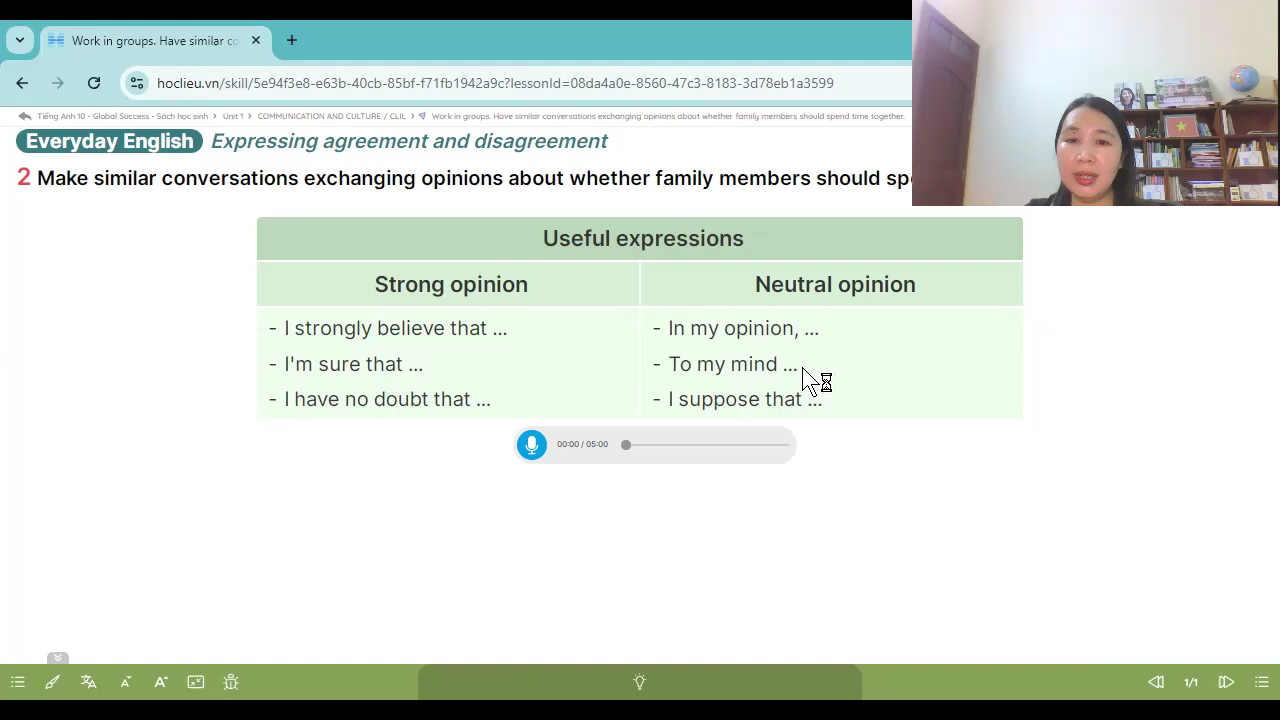 Work in groups. Have similar co
hoclieu.vn/skill/5e94f3e8-e63b-40cb-85bf-f71fb1942a9c?lessonId=08da4a0e-8560-47c3-8183-3d78eb1a3599
Tiếng Anh 10 - Global Success - Sách học sinh > Unit 1 > COMMUNICATION AND CULTURE / CLIL > Work in groups. Have similar conversations exchanging opinions about whether family members should spend time together.
Everyday English Expressing agreement and disagreement
2 Make similar conversations exchanging opinions about whether family members should
Useful expressions
Strong opinion Neutral opinion
- I strongly believe that ... - In my opinion, ...
- I'm sure that ... - To my mind ...
- I have no doubt that ... - I suppose that ...
00:00 / 05:00
1/1